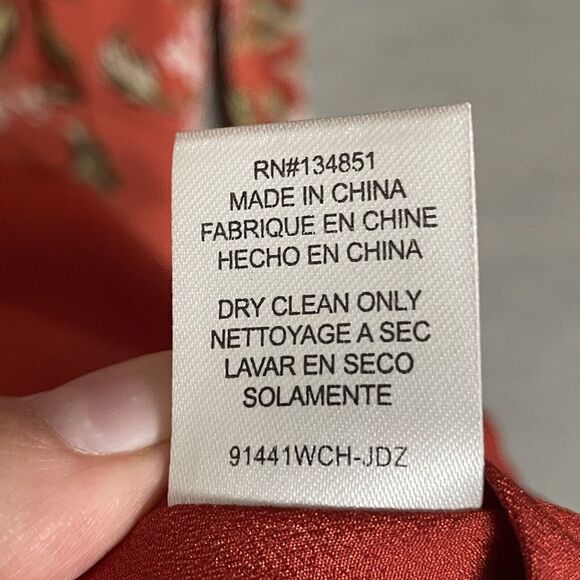 RN#134851
MADE IN CHINA
FABRIQUE EN CHINE
HECHO EN CHINA
DRY CLEAN ONLY
NETTOYAGE A SEC
LAVAR EN SECO
SOLAMENTE
91441WCH-JDZ